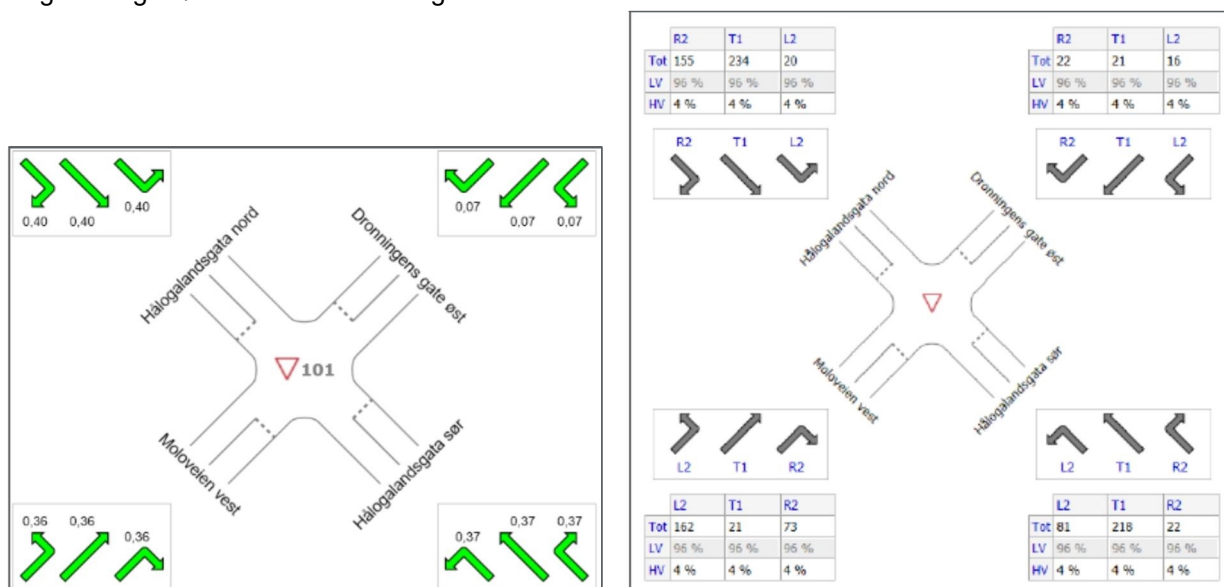 R2 T1 L2
Tot 155 234 20
LV 96 % 96 % 96 %
HV 4 % 4 % 4 %
R2 T1 L2
Tot 22 21 16
LV 96 % 96 % 96 %
HV 4 % 4 % 4 %
0,40 0,40 0,40
0,07 0,07 0,07
Hålogalandsgata nord
Dronningens gate øst
101
Moloveien vest
Hålogalandsgata sør
0,36 0,36 0,36
0,37 0,37 0,37
R2 T1 L2
R2 T1 L2
Hålogalandsgata nord
Dronningens gate øst
Moloveien vest
Hålogalandsgata sør
L2 T1 R2
L2 T1 R2
L2 T1 R2
Tot 162 21 73
LV 96 % 96 % 96 %
HV 4 % 4 % 4 %
L2 T1 R2
Tot 81 218 22
LV 96 % 96 % 96 %
HV 4 % 4 % 4 %